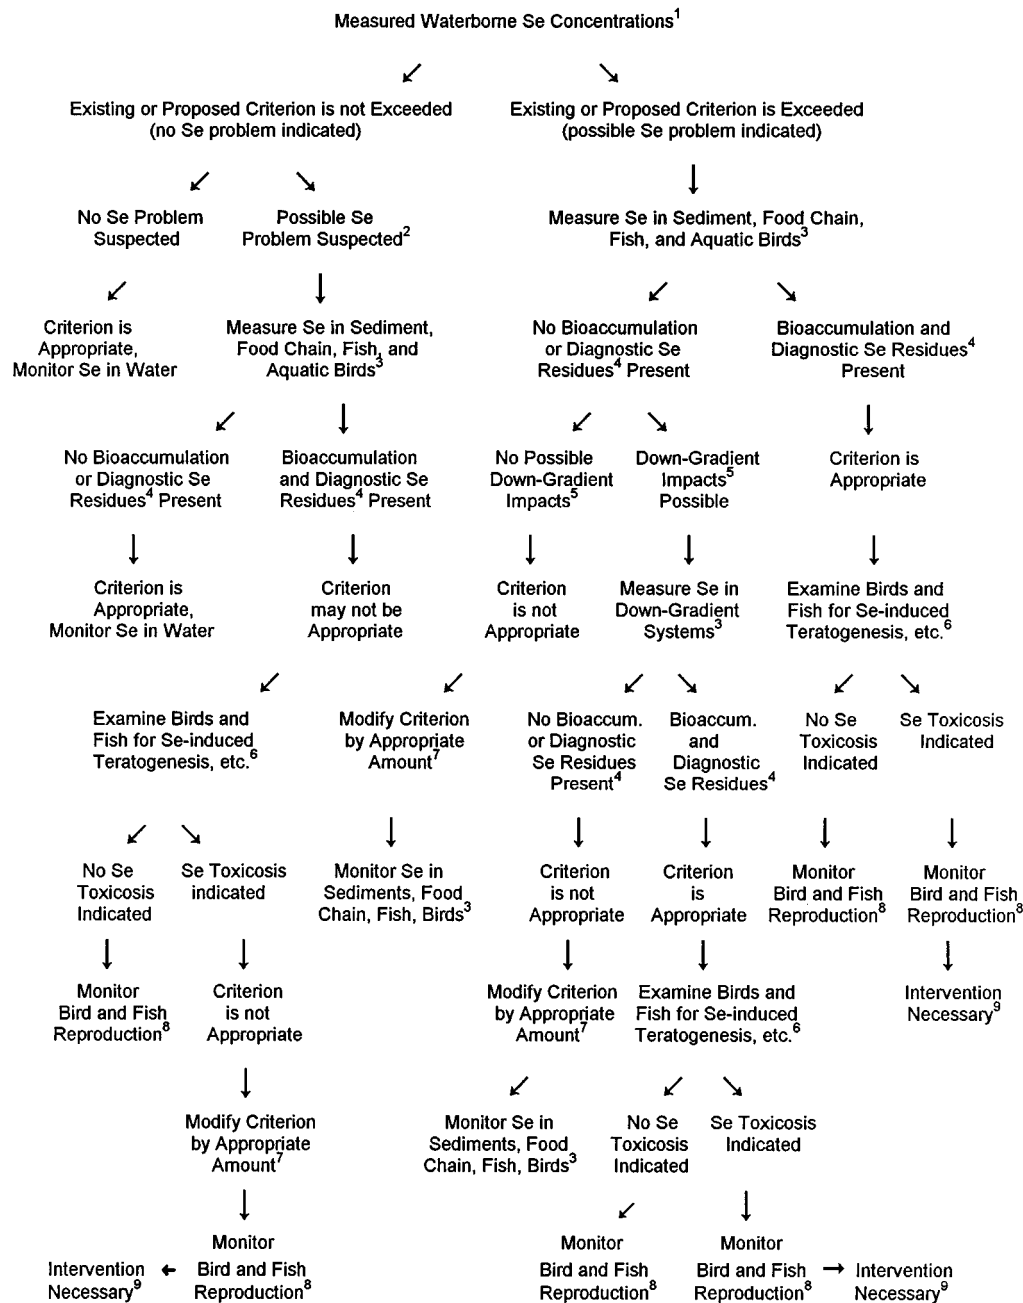 Measured Waterborne Se Concentrations1
Existing or Proposed Criterion is not Exceeded
(no Se problem indicated)
Existing or Proposed Criterion is Exceeded
(possible Se problem indicated)
No Se Problem
Suspected
Possible Se
Problem Suspected2
Measure Se in Sediment, Food Chain,
Fish, and Aquatic Birds3
Criterion is
Appropriate,
Monitor Se in Water
Measure Se in Sediment,
Food Chain, Fish, and
Aquatic Birds3
No Bioaccumulation
or Diagnostic Se
Residues4 Present
Bioaccumulation and
Diagnostic Se Residues4
Present
No Bioaccumulation
or Diagnostic Se
Residues4 Present
Bioaccumulation
and Diagnostic Se
Residues4 Present
No Possible
Down-Gradient
Impacts5
Down-Gradient
Impacts5
Possible
Criterion is
Appropriate
Criterion is
Appropriate,
Monitor Se in Water
Criterion
may not be
Appropriate
Criterion
is not
Appropriate
Measure Se in
Down-Gradient
Systems3
Examine Birds and
Fish for Se-induced
Teratogenesis, etc.6
Examine Birds and
Fish for Se-induced
Teratogenesis, etc.6
Modify Criterion
by Appropriate
Amount7
No Bioaccum.
or Diagnostic
Se Residues
Present4
Bioaccum.
and
Diagnostic
Se Residues4
No Se
Toxicosis
Indicated
Se Toxicosis
Indicated
No Se
Toxicosis
Indicated
Se Toxicosis
indicated
Monitor Se in
Sediments, Food
Chain, Fish, Birds3
Criterion
is not
Appropriate
Criterion
is
Appropriate
Monitor
Bird and Fish
Reproduction8
Monitor
Bird and Fish
Reproduction8
Monitor
Bird and Fish
Reproduction8
Criterion
is not
Appropriate
Modify Criterion
by Appropriate
Amount7
Examine Birds and
Fish for Se-induced
Teratogenesis, etc.6
Intervention
Necessary9
Modify Criterion
by Appropriate
Amount7
Monitor Se in
Sediments, Food
Chain, Fish, Birds3
No Se
Toxicosis
Indicated
Se Toxicosis
Indicated
Intervention
Necessary9
Monitor
Bird and Fish
Reproduction8
Monitor
Bird and Fish
Reproduction8
Monitor
Bird and Fish
Reproduction8
Intervention
Necessary9